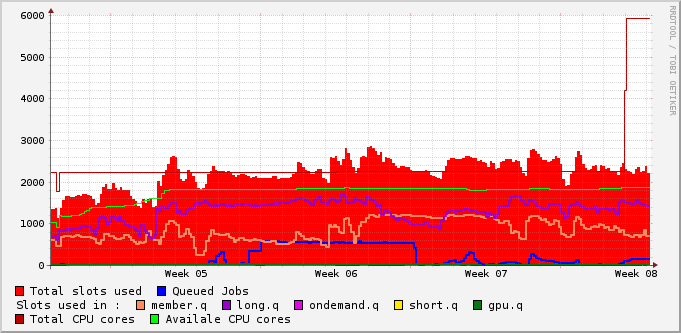 6000
5000
4000
3000
2000
1000
0
Week 05 Week 06 Week 07 Week 08
RRDTOOL / TOBI OETIKER
Total slots used Queued Jobs
Slots used in : member.q long.q ondemand.q short.q gpu.q
Total CPU cores Availale CPU cores